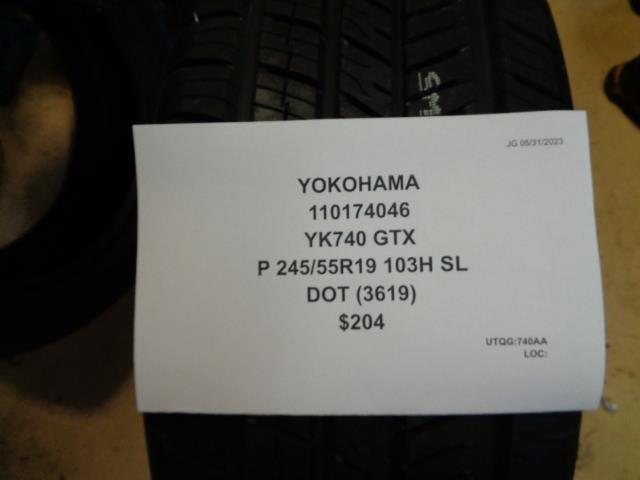 JG 05/31/2023
YOKOHAMA
110174046
YK740 GTX
P 245/55R19 103H SL
DOT (3619)
$204
UTQG:740AA
LOC: